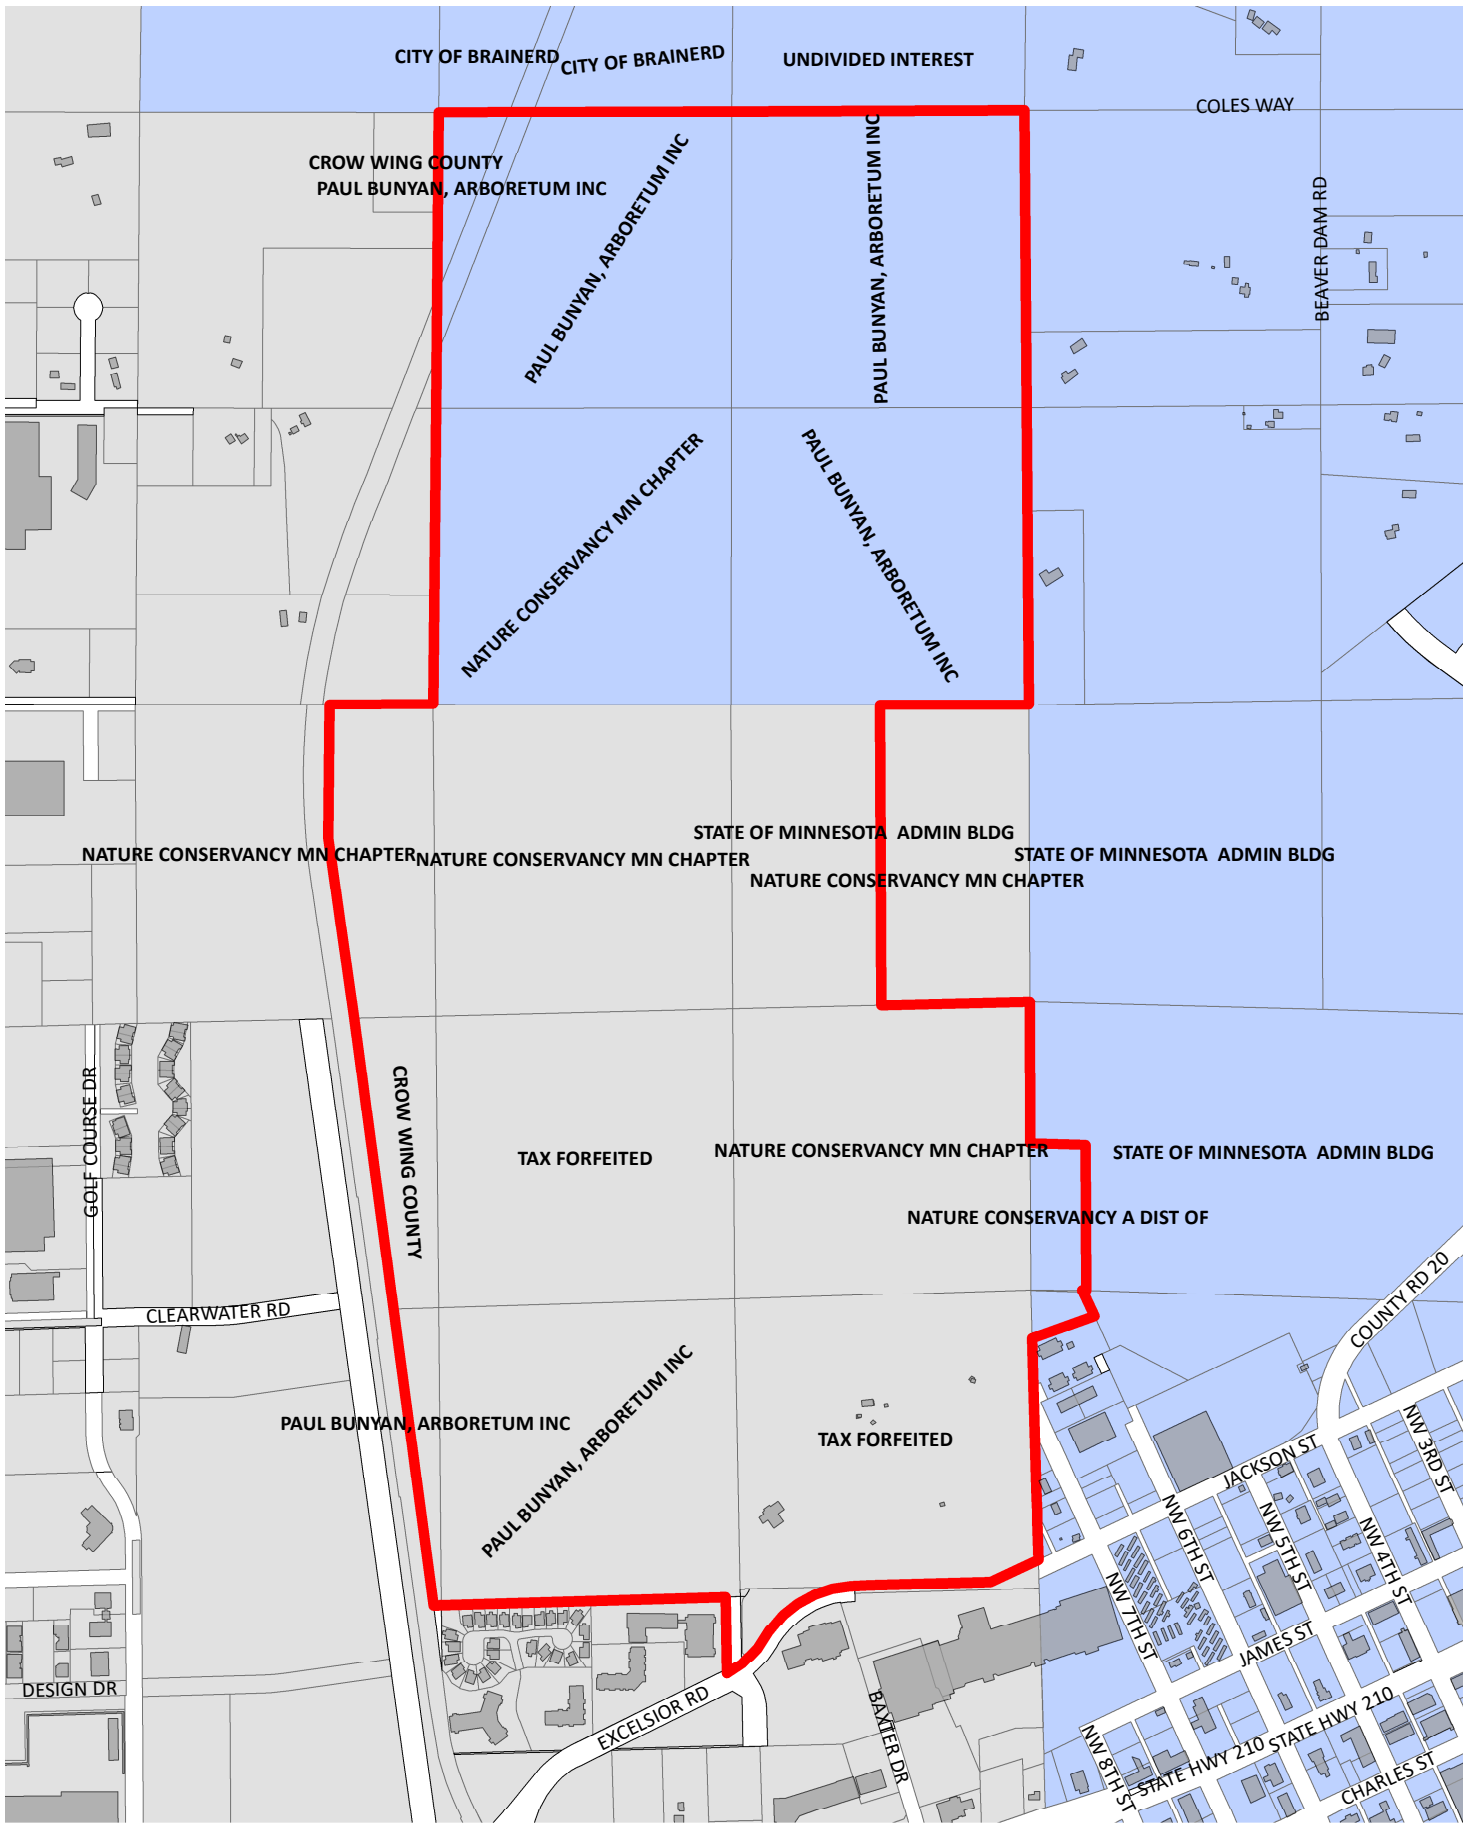 CITY OF BRAINERD
CITY OF BRAINERD
UNDIVIDED INTEREST
COLES WAY
CROW WING COUNTY
PAUL BUNYAN, ARBORETUM INC
PAUL BUNYAN, ARBORETUM INC
PAUL BUNYAN, ARBORETUM INC
BEAVER DAM RD
NATURE CONSERVANCY MN CHAPTER
PAUL BUNYAN, ARBORETUM INC
STATE OF MINNESOTA ADMIN BLDG
NATURE CONSERVANCY MN CHAPTER
NATURE CONSERVANCY MN CHAPTER
STATE OF MINNESOTA ADMIN BLDG
NATURE CONSERVANCY MN CHAPTER
GOLF COURSE DR
CROW WING COUNTY
TAX FORFEITED
NATURE CONSERVANCY MN CHAPTER
STATE OF MINNESOTA ADMIN BLDG
NATURE CONSERVANCY A DIST OF
CLEARWATER RD
COUNTY RD 20
PAUL BUNYAN, ARBORETUM INC
PAUL BUNYAN, ARBORETUM INC
TAX FORFEITED
JACKSON ST
NW 3RD ST
NW 6TH ST
NW 5TH ST
NW 4TH ST
NW 7TH ST
JAMES ST
DESIGN DR
EXCELSIOR RD
BAXTER DR
NW 8TH ST
STATE HWY 210
STATE HWY 210
CHARLES ST